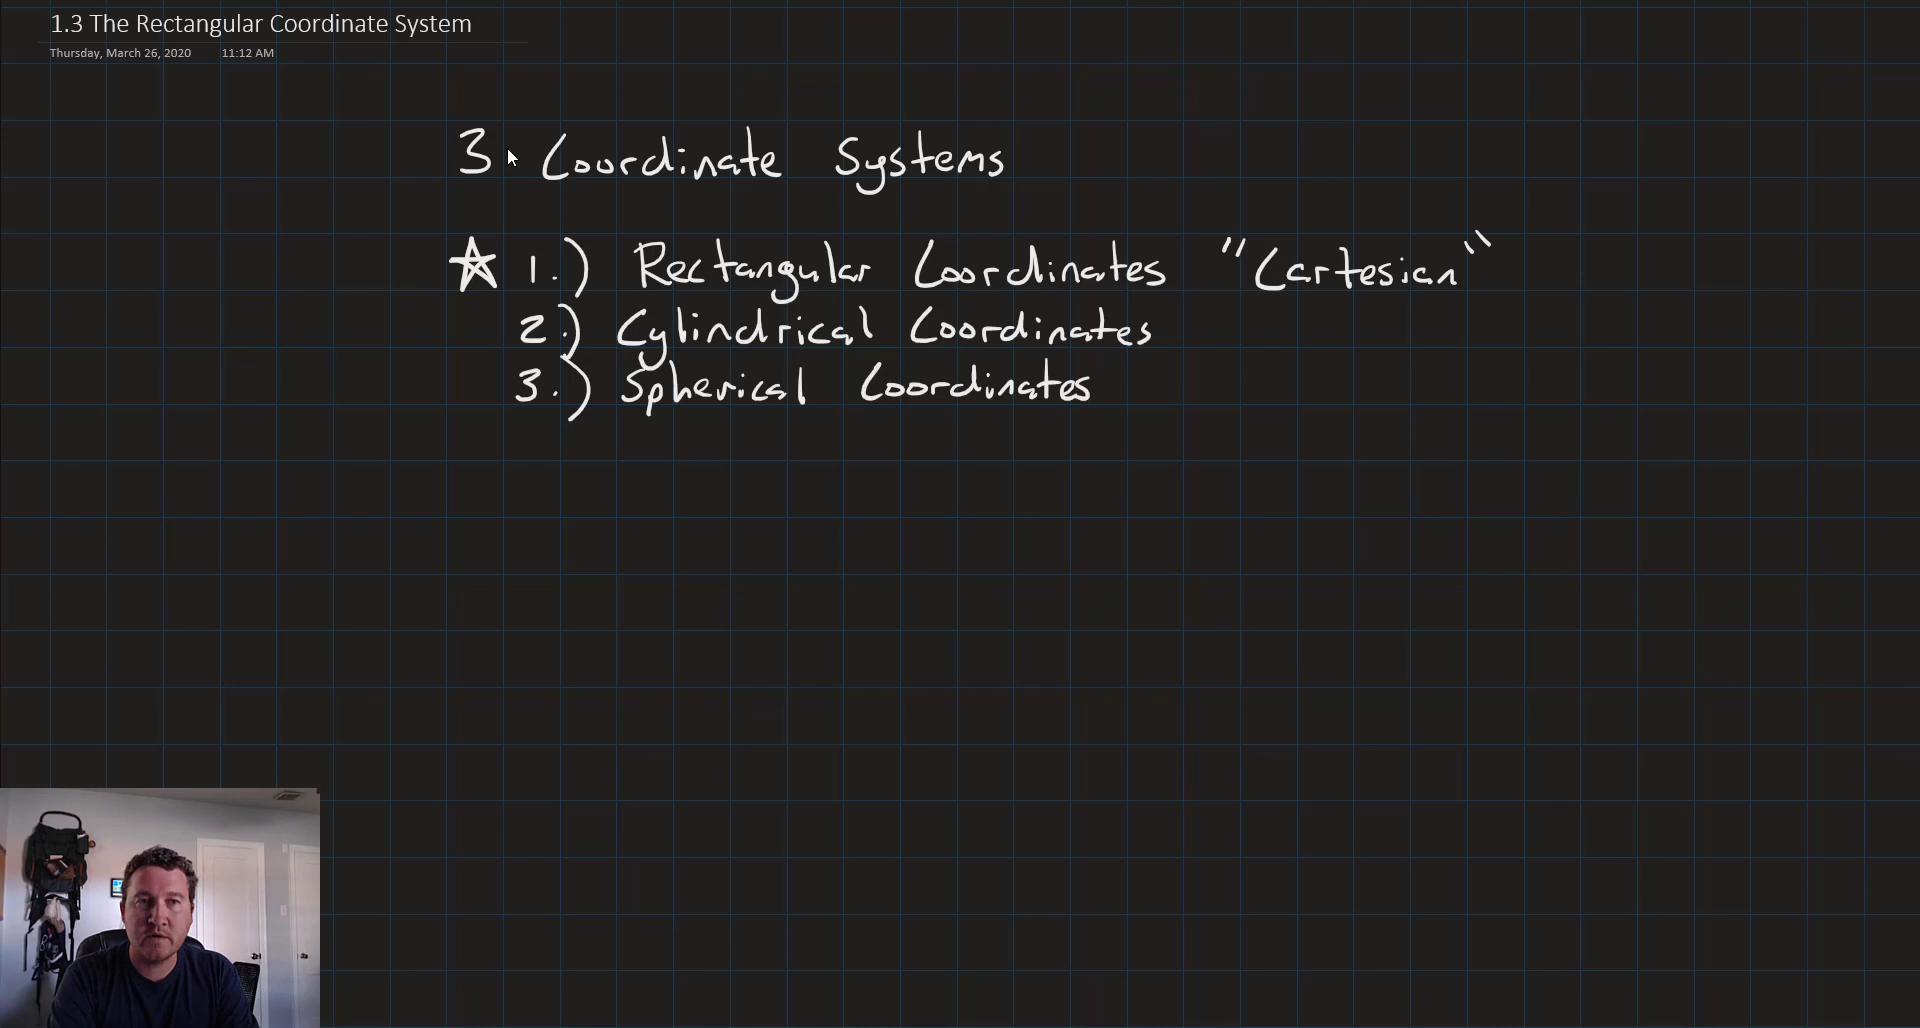 1.3 The Rectangular Coordinate System
Thursday, March 26, 2020 11:12 AM
3 Coordinate Systems
☆ 1.) Rectangular Coordinates "Cartesian"
2.) Cylindrical Coordinates
3.) Spherical Coordinates